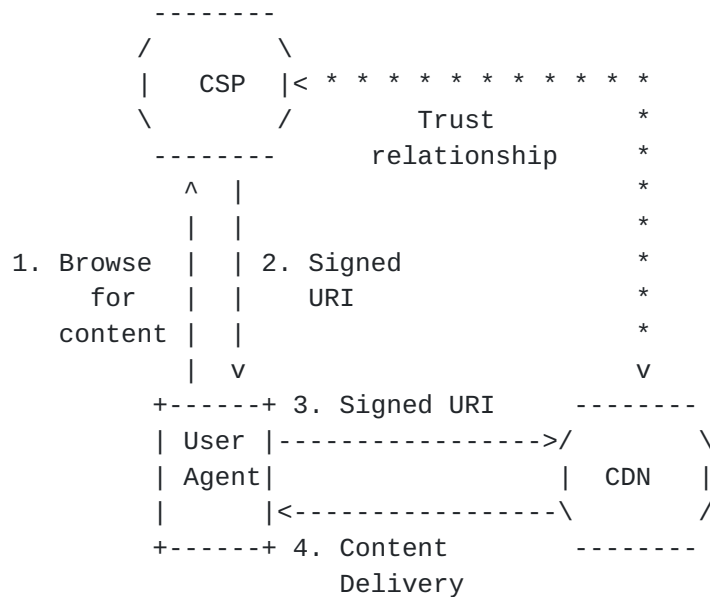 CSP
Trust
relationship
1. Browse
for
content
2. Signed
URI
3. Signed URI
User
Agent
CDN
4. Content
Delivery